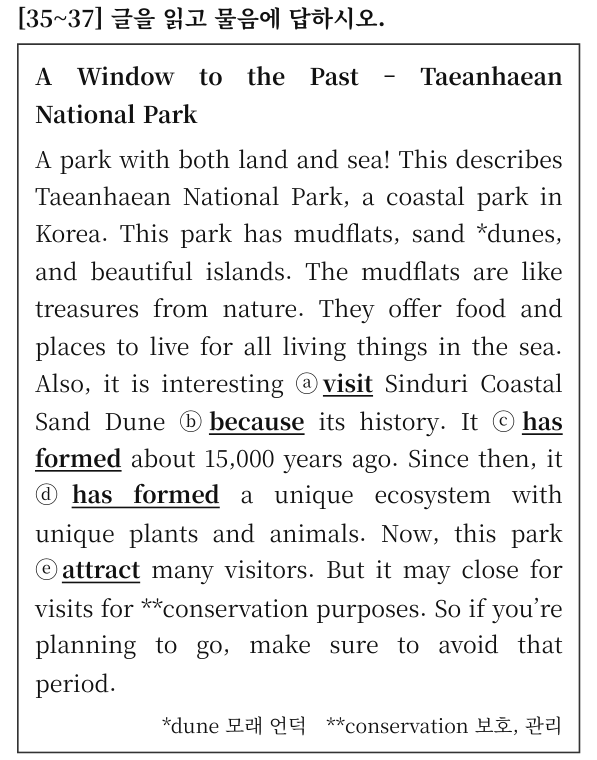 [35~37] 글을 읽고 물음에 답하시오.
A Window to the Past – Taeanhaean
National Park
A park with both land and sea! This describes
Taeanhaean National Park, a coastal park in
Korea. This park has mudflats, sand *dunes,
and beautiful islands. The mudflats are like
treasures from nature. They offer food and
places to live for all living things in the sea.
Also, it is interesting ⓐ visit Sinduri Coastal
Sand Dune ⓑ because its history. It ⓒ has
formed about 15,000 years ago. Since then, it
ⓓ has formed a unique ecosystem with
unique plants and animals. Now, this park
ⓔ attract many visitors. But it may close for
visits for **conservation purposes. So if you’re
planning to go, make sure to avoid that
period.
*dune 모래 언덕 **conservation 보호, 관리